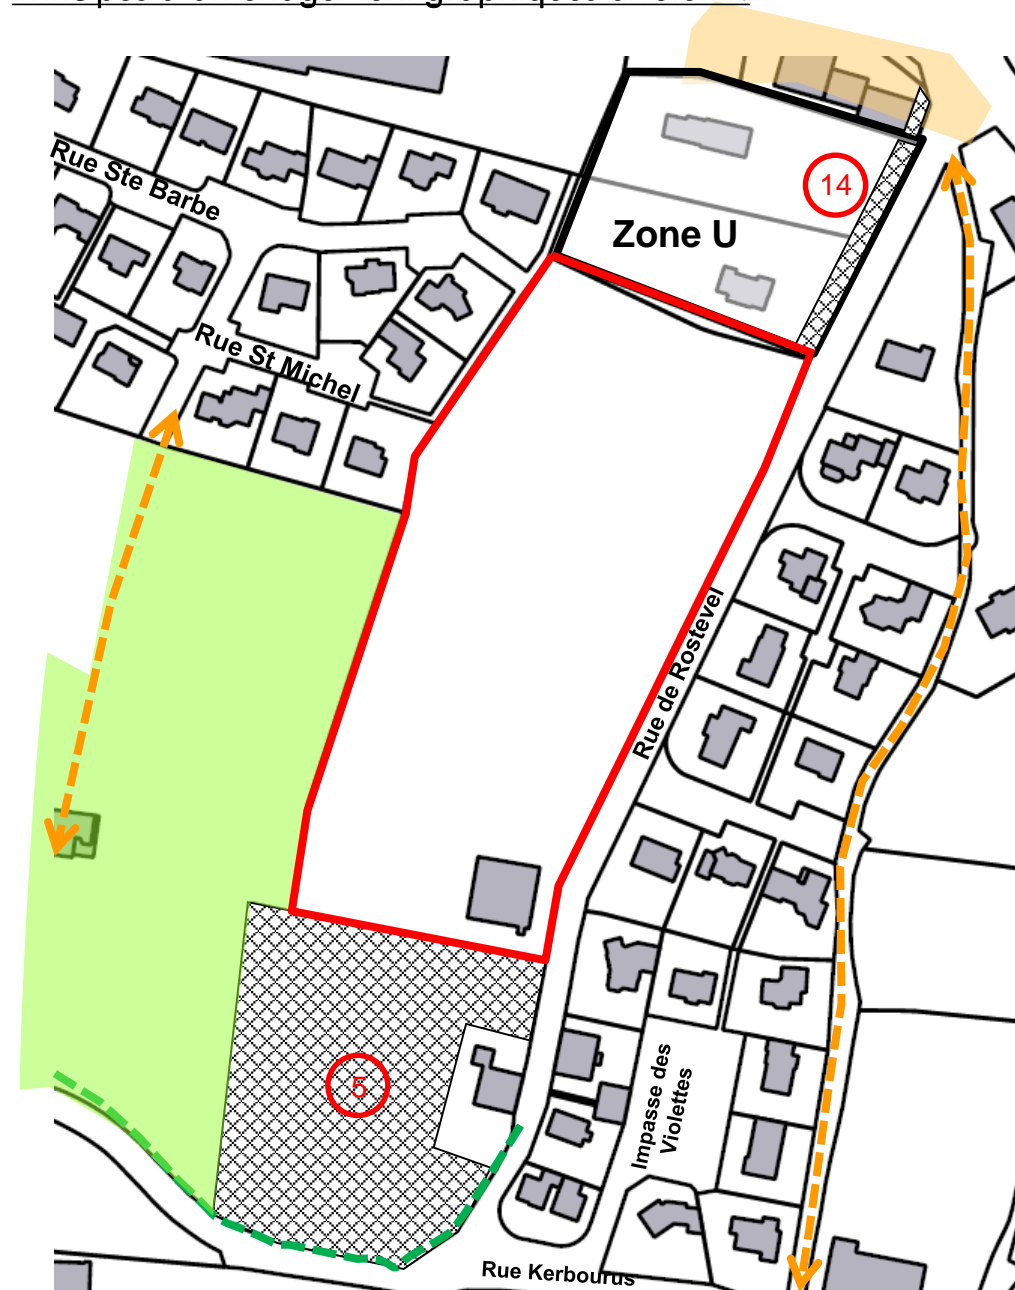 14
Zone U
Rue Ste Barbe
Rue St Michel
Rue de Rostevel
5
Impasse des
Violettes
Rue Kerbourus